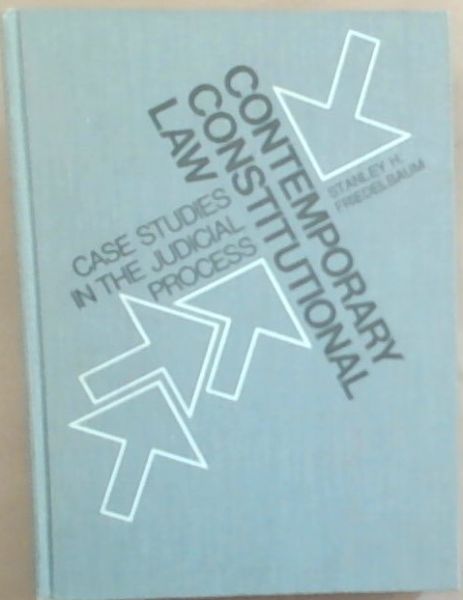 CONTEMPORARY
CONSTITUTIONAL
LAW
CASE STUDIES
IN THE JUDICIAL
PROCESS
STANLEY H.
FRIEDELBAUM